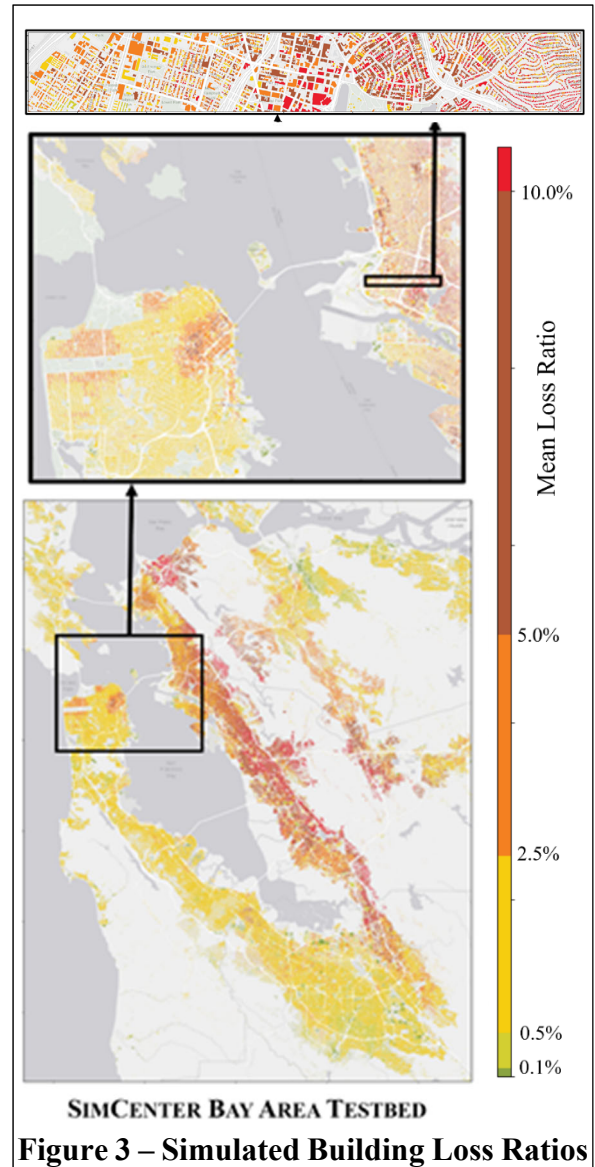 10.0%
Mean Loss Ratio
5.0%
2.5%
0.5%
0.1%
SIMCENTER BAY AREA TESTBED
Figure 3 – Simulated Building Loss Ratios